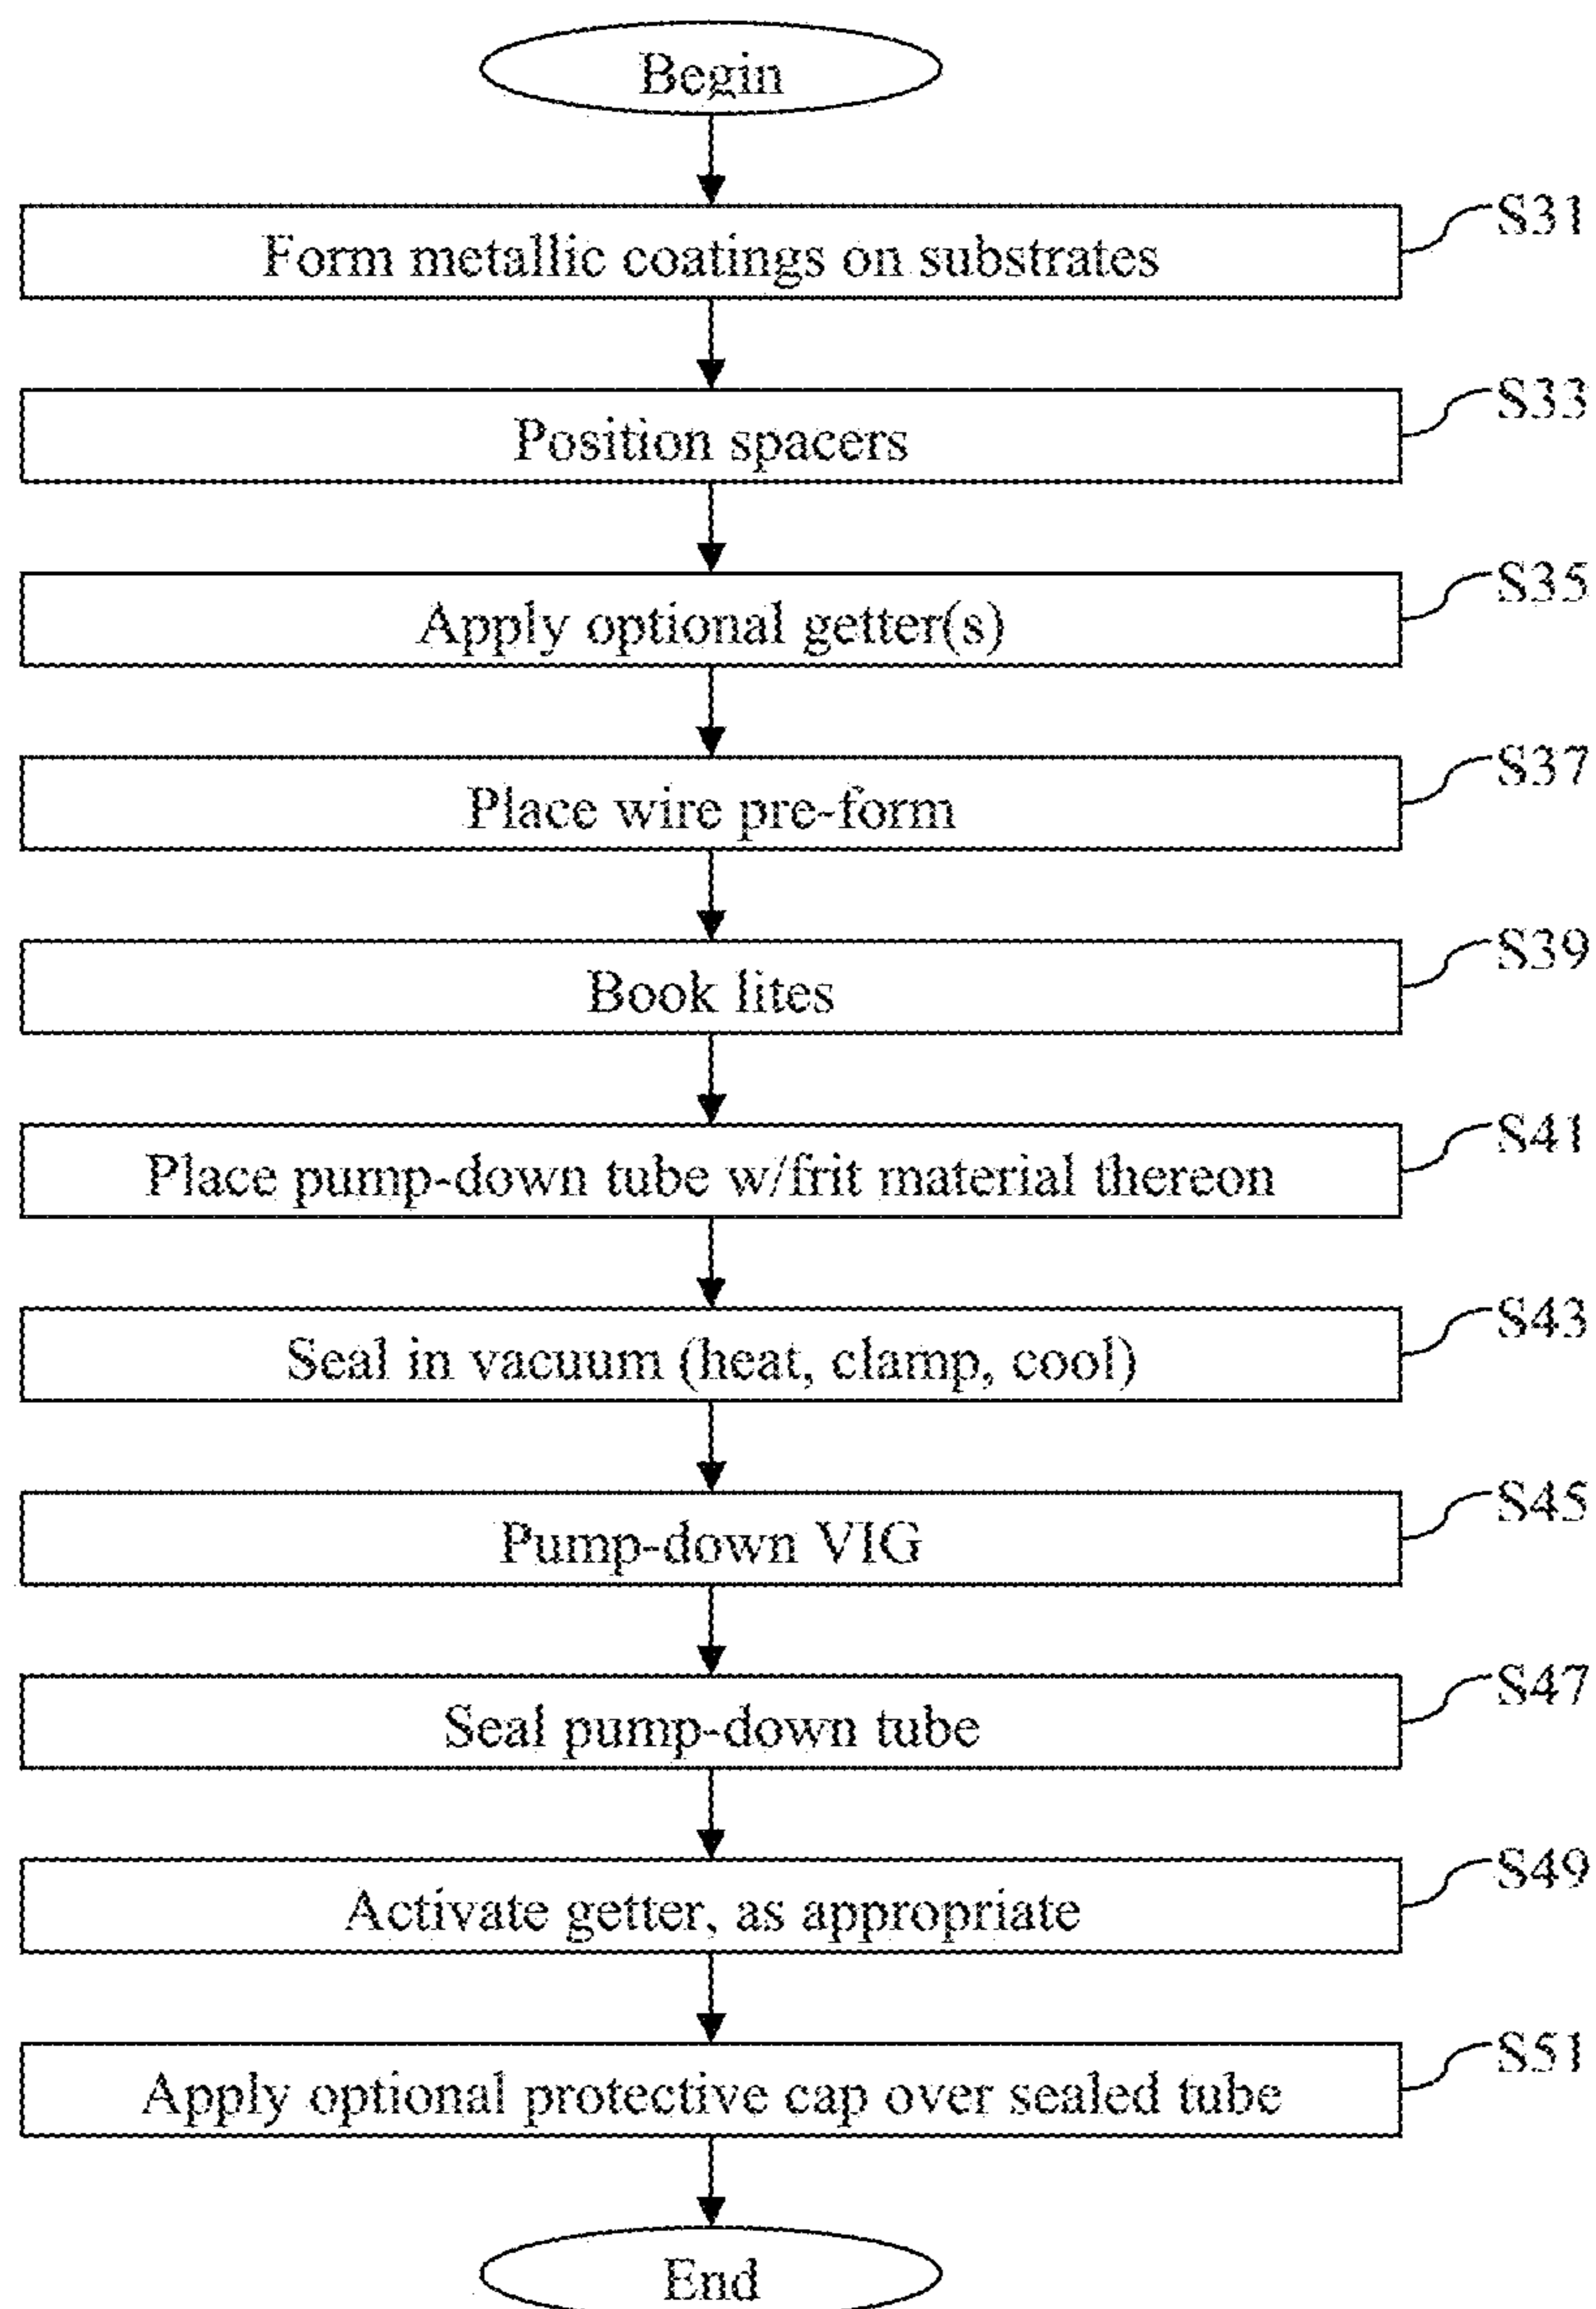 Begin
S31
Form metallic coatings on substrates
S33
Position spacers
S35
Apply optional getter(s)
S37
Place wire pre-form
S39
Book lites
S41
Place pump-down tube w/frit material thereon
S43
Seal in vacuum (heat, clamp, cool)
S45
Pump-down VIG
S47
Seal pump-down tube
S49
Activate getter, as appropriate
S51
Apply optional protective cap over sealed tube
End